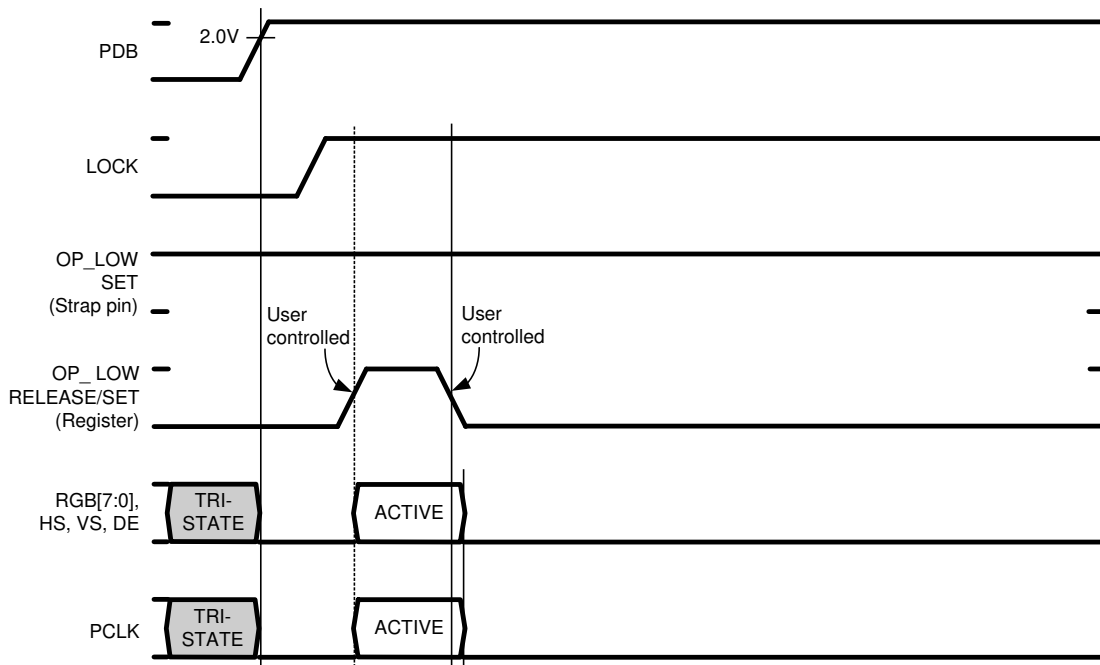 PDB
2.0V
LOCK
OP_LOW
SET
(Strap pin)
User
controlled
User
controlled
OP_ LOW
RELEASE/SET
(Register)
RGB[7:0],
HS, VS, DE
TRI-
STATE
ACTIVE
PCLK
TRI-
STATE
ACTIVE